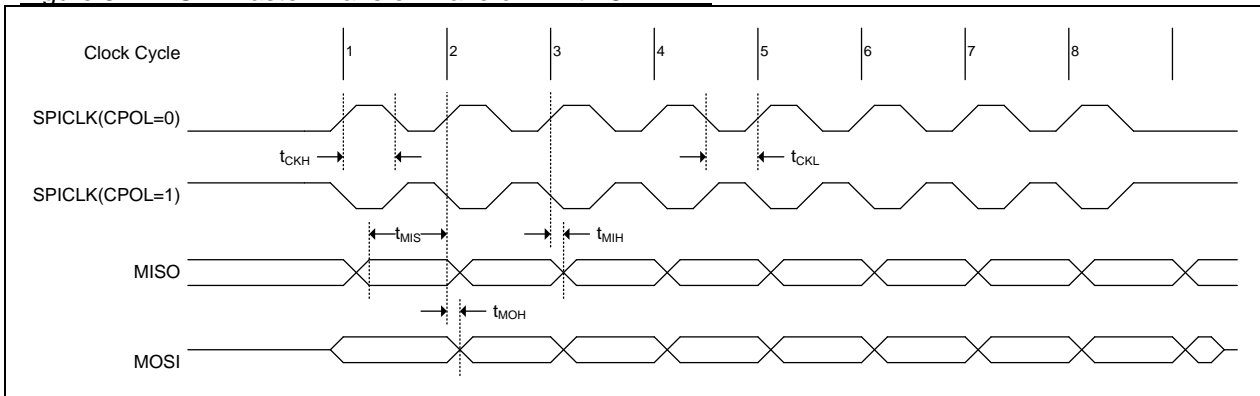 Clock Cycle
1 2 3 4 5 6 7 8
SPICLK(CPOL=0)
tCKH
tCKL
SPICLK(CPOL=1)
tMIS
tMIH
MISO
tMOH
MOSI